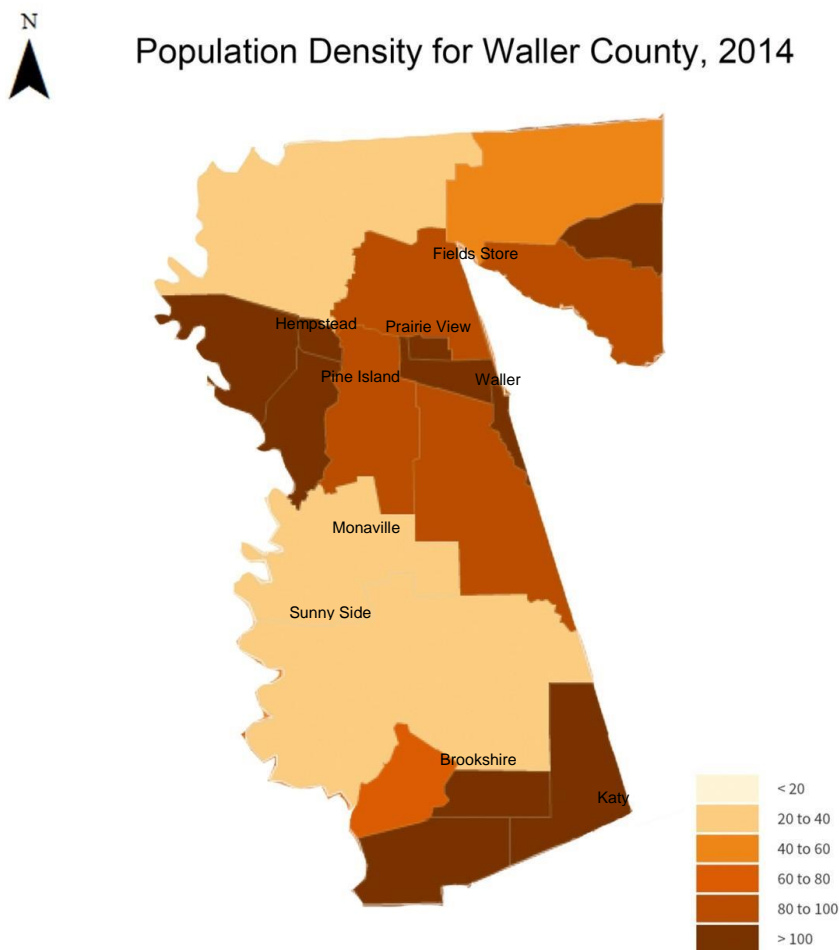 N
Population Density for Waller County, 2014
Fields Store
Hempstead
Prairie View
Pine Island
Waller
Monaville
Sunny Side
Brookshire
Katy
< 20
20 to 40
40 to 60
60 to 80
80 to 100
> 100